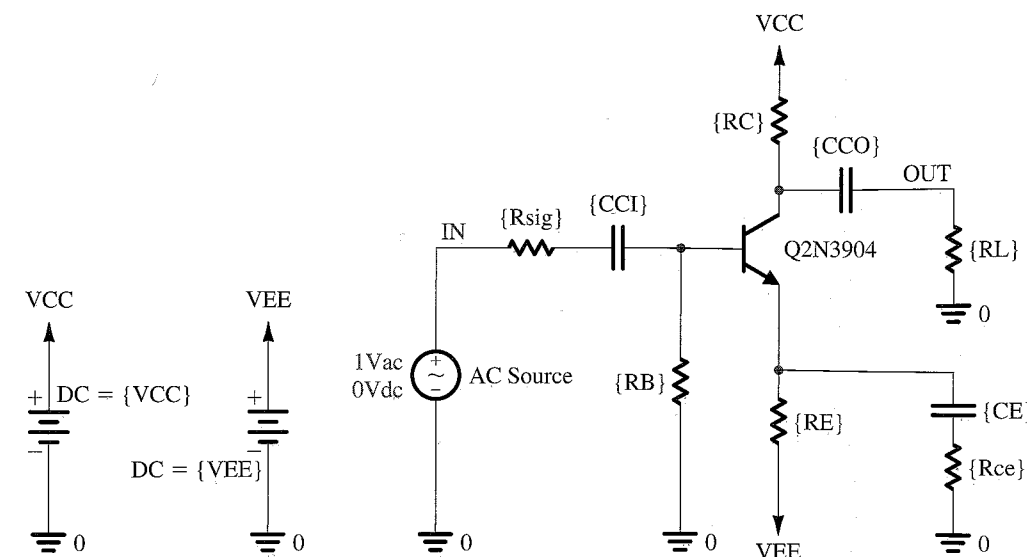 VCC
{RC}
{CCO}
OUT
{CCI}
{Rsig}
IN
Q2N3904
{RL}
0
VCC
VEE
1Vac
0Vdc
+
~
−
AC Source
+
DC = {VCC}
−
+
−
DC = {VEE}
{RB}
{RE}
{CE}
{Rce}
0
0
0
0
VEE
0